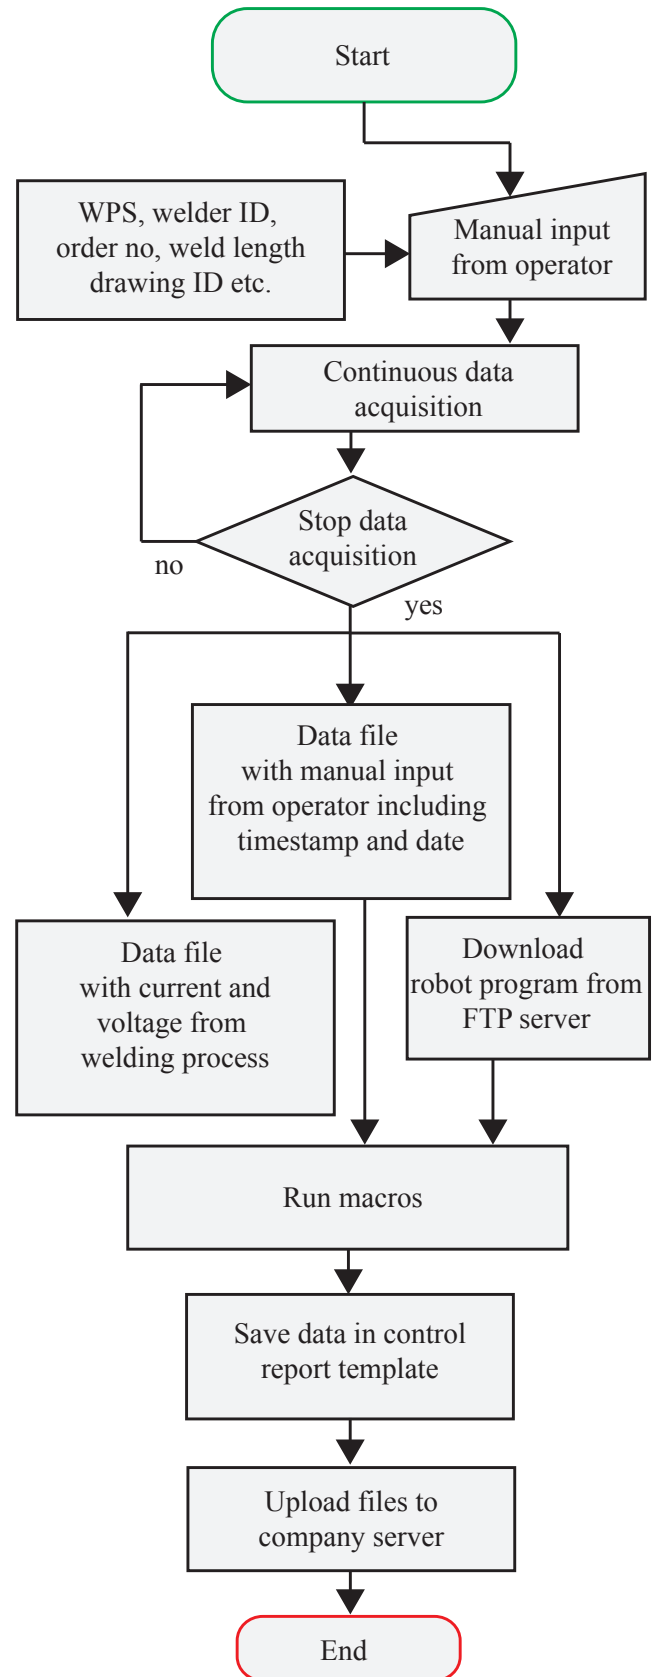 Start
WPS, welder ID,
order no, weld length
drawing ID etc.
Manual input
from operator
Continuous data
acquisition
Stop data
acquisition
no
yes
Data file
with manual input
from operator including
timestamp and date
Data file
with current and
voltage from
welding process
Download
robot program from
FTP server
Run macros
Save data in control
report template
Upload files to
company server
End